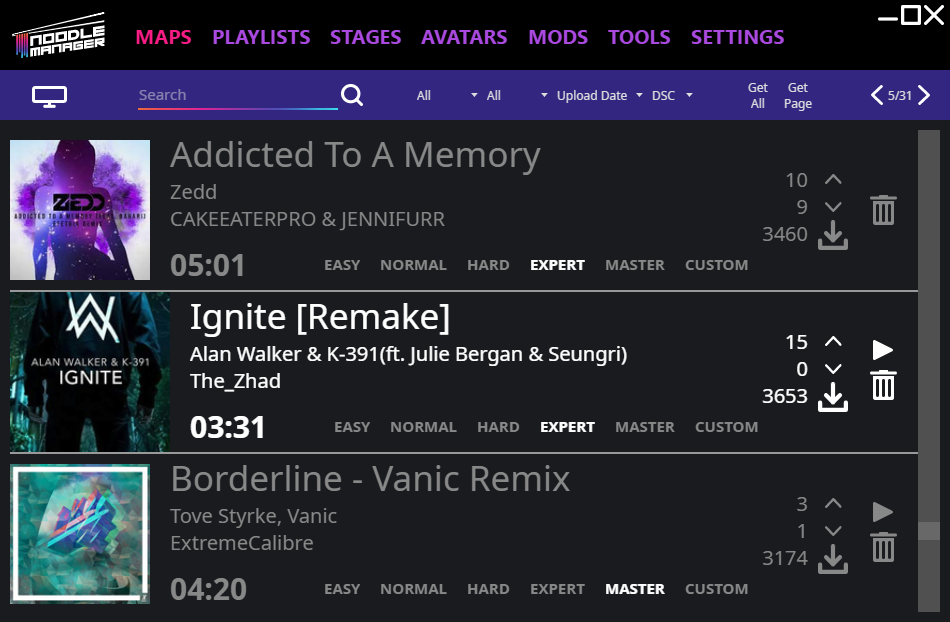 NOODLE
MANAGER
MAPS PLAYLISTS STAGES AVATARS MODS TOOLS SETTINGS
Search All All Upload Date DSC Get All Get Page 5/31
Addicted To A Memory
Zedd
CAKEEATERPRO & JENNIFURR
10
9
3460
05:01 EASY NORMAL HARD EXPERT MASTER CUSTOM
ZEDD
Ignite [Remake]
Alan Walker & K-391(ft. Julie Bergan & Seungri)
The_Zhad
15
0
3653
03:31 EASY NORMAL HARD EXPERT MASTER CUSTOM
ALAN WALKER & K-391
IGNITE
Borderline - Vanic Remix
Tove Styrke, Vanic
ExtremeCalibre
3
1
3174
04:20 EASY NORMAL HARD EXPERT MASTER CUSTOM